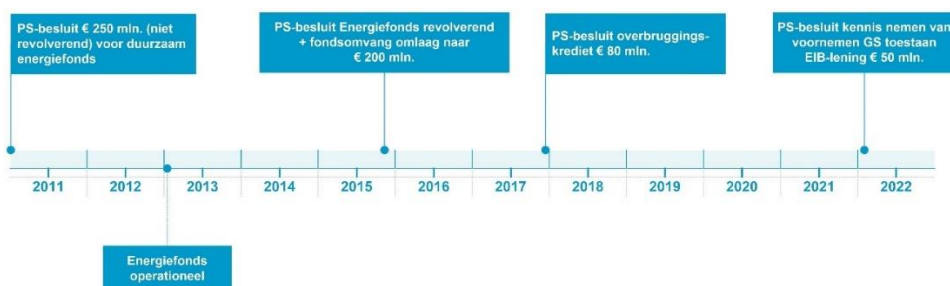 PS-besluit € 250 mln. (niet
revolverend) voor duurzaam
energiefonds
PS-besluit Energiefonds revolverend
+ fondsomvang omlaag naar
€ 200 mln.
PS-besluit overbruggings-
krediet € 80 mln.
PS-besluit kennis nemen van
voornemen GS toestaan
EIB-lening € 50 mln.
2011
2012
2013
2014
2015
2016
2017
2018
2019
2020
2021
2022
Energiefonds
operationeel